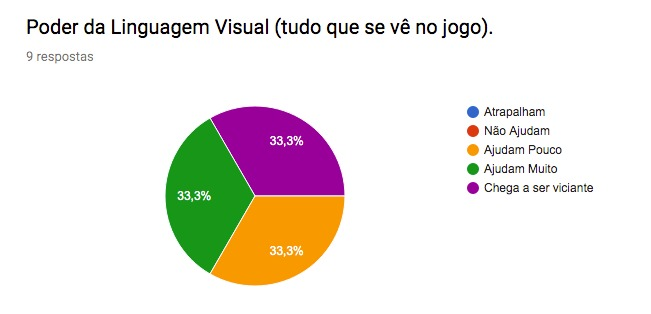 Poder da Linguagem Visual (tudo que se vê no jogo).
9 respostas
Atrapalham
Não Ajudam
Ajudam Pouco
Ajudam Muito
Chega a ser viciante
33,3%
33,3%
33,3%